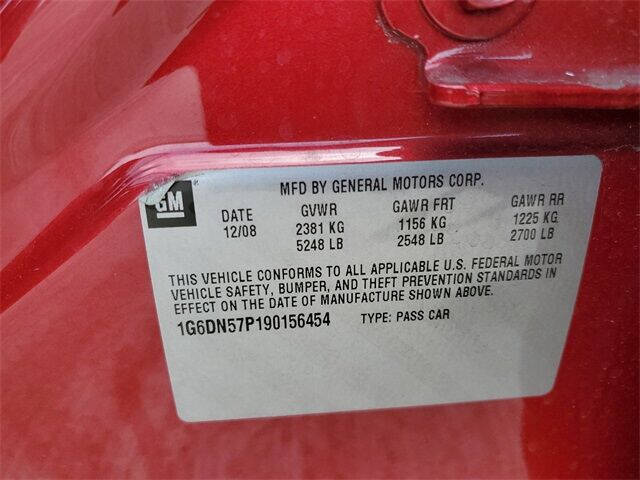 GM
MFD BY GENERAL MOTORS CORP.
DATE GVWR GAWR FRT GAWR RR
12/08 2381 KG 1156 KG 1225 KG
5248 LB 2548 LB 2700 LB
THIS VEHICLE CONFORMS TO ALL APPLICABLE U.S. FEDERAL MOTOR
VEHICLE SAFETY, BUMPER, AND THEFT PREVENTION STANDARDS IN
EFFECT ON THE DATE OF MANUFACTURE SHOWN ABOVE.
1G6DN57P190156454 TYPE: PASS CAR